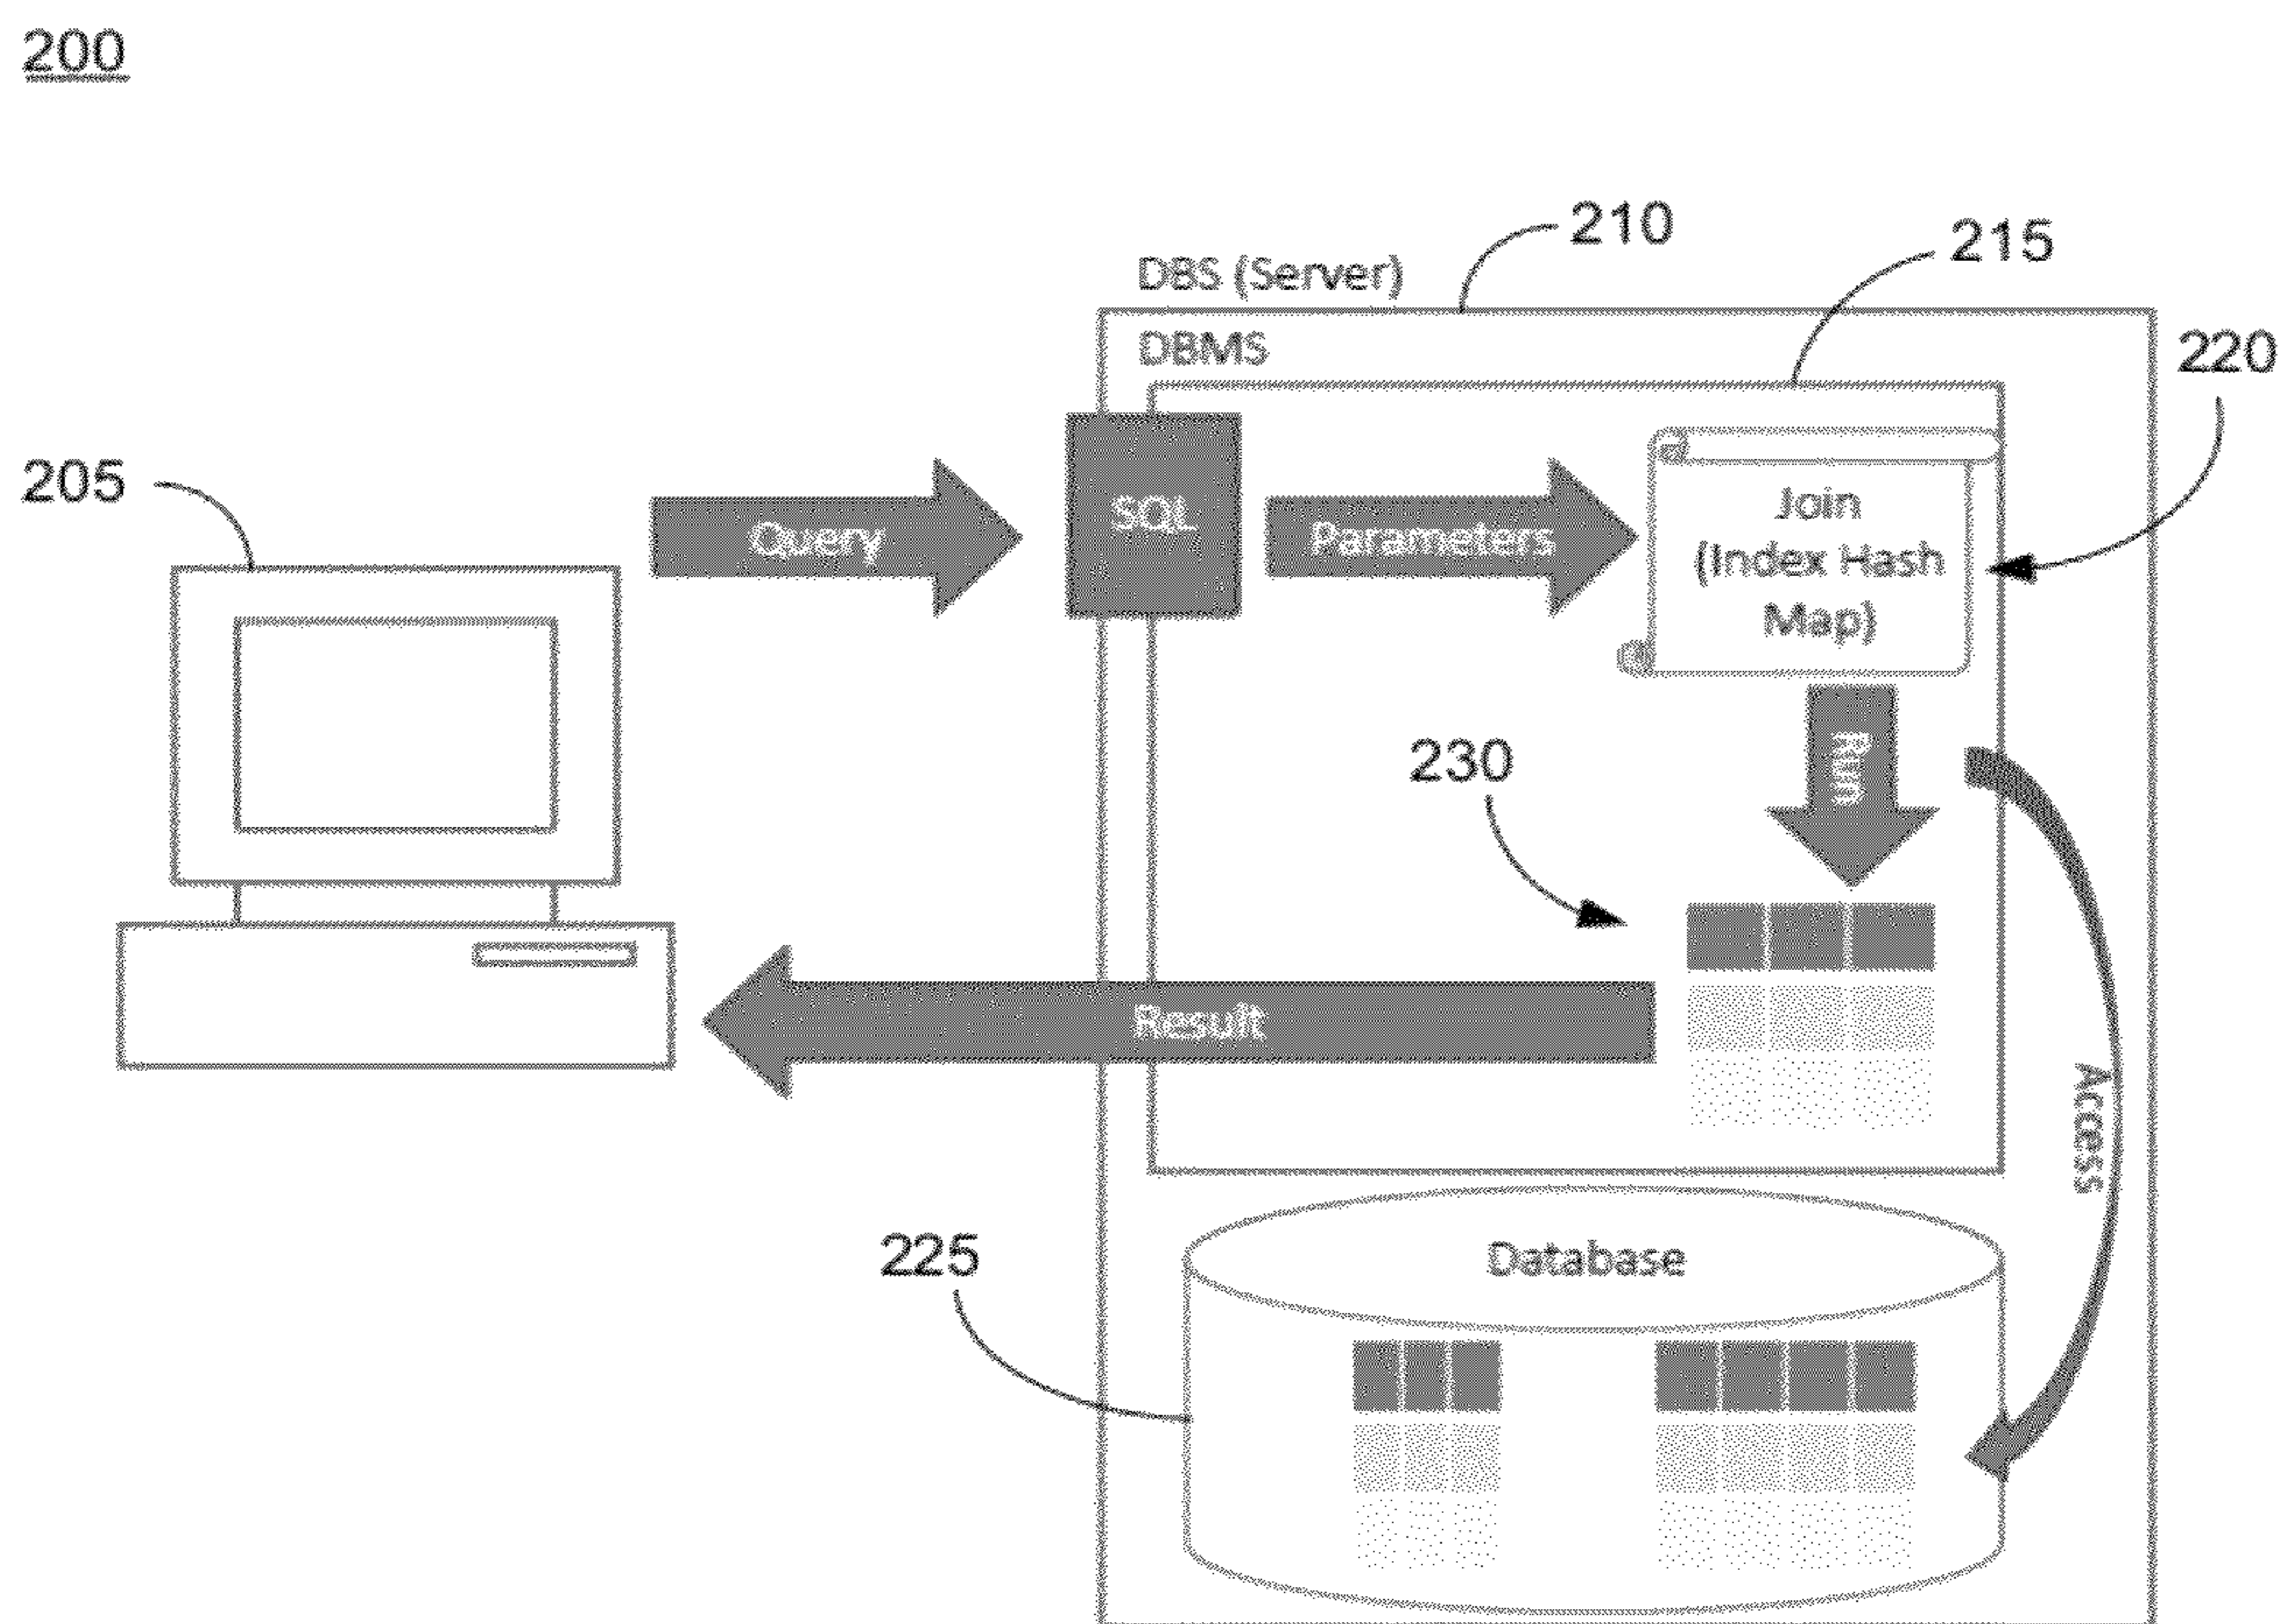 200
210
DBS (Server)
215
DBMS
220
205
Query
SQL
Parameters
Join
(Index Hash
Map)
Run
230
Result
Access
225
Database